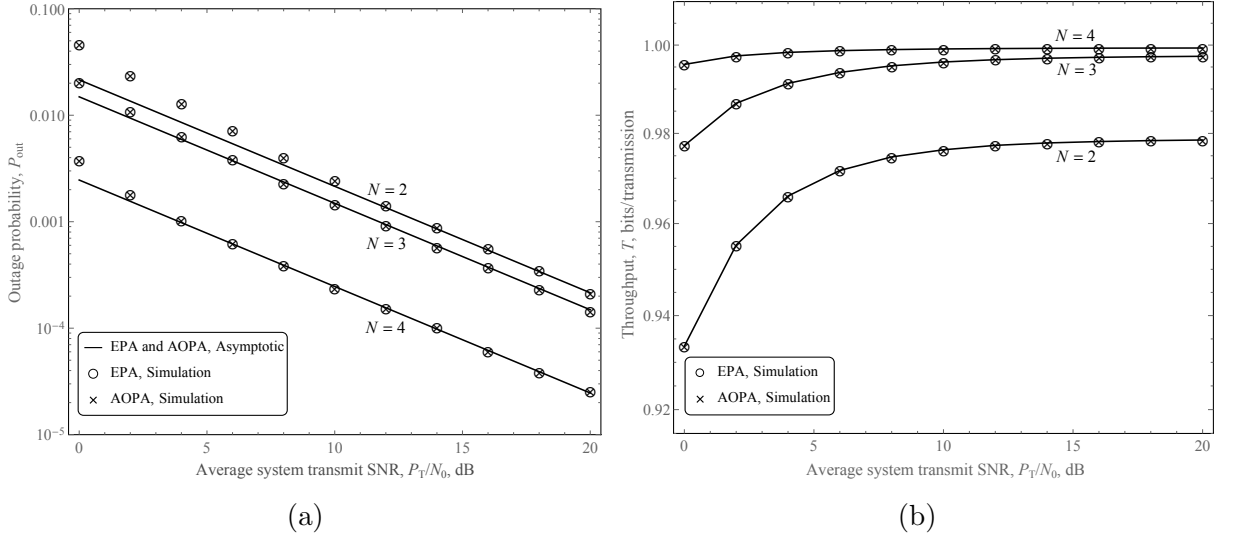 0.100
0.010
0.001
10⁻⁴
10⁻⁵
Outage probability, P_out
N = 2
N = 3
N = 4
EPA and AOPA, Asymptotic
EPA, Simulation
AOPA, Simulation
0 5 10 15 20
Average system transmit SNR, P_T/N_0, dB
(a)
1.00
0.98
0.96
0.94
0.92
Throughput, T, bits/transmission
N = 4
N = 3
N = 2
EPA, Simulation
AOPA, Simulation
0 5 10 15 20
Average system transmit SNR, P_T/N_0, dB
(b)